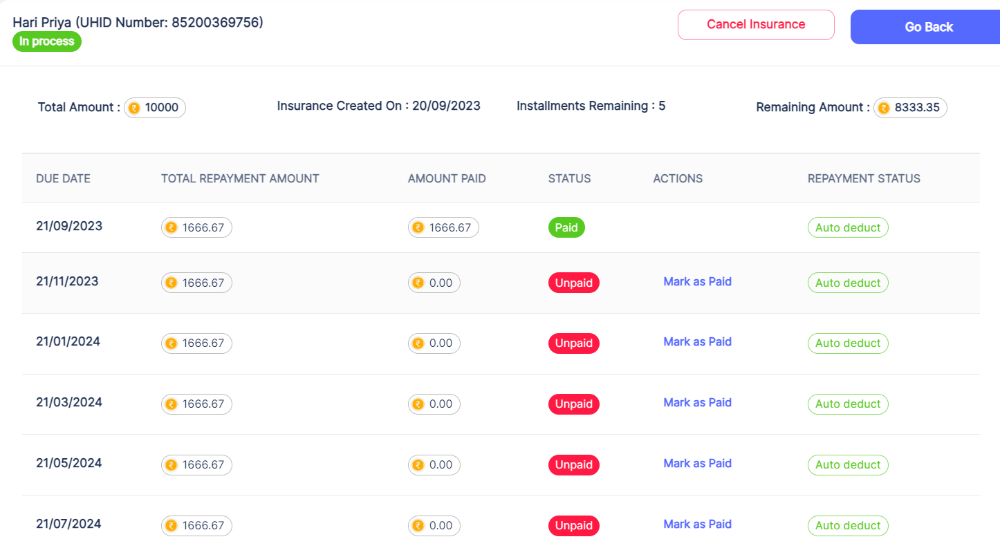 Hari Priya (UHID Number: 85200369756)
In process
Cancel Insurance
Go Back
Total Amount : ₹ 10000
Insurance Created On : 20/09/2023
Installments Remaining : 5
Remaining Amount : ₹ 8333.35
DUE DATE TOTAL REPAYMENT AMOUNT AMOUNT PAID STATUS ACTIONS REPAYMENT STATUS
21/09/2023 ₹ 1666.67 ₹ 1666.67 Paid Auto deduct
21/11/2023 ₹ 1666.67 ₹ 0.00 Unpaid Mark as Paid Auto deduct
21/01/2024 ₹ 1666.67 ₹ 0.00 Unpaid Mark as Paid Auto deduct
21/03/2024 ₹ 1666.67 ₹ 0.00 Unpaid Mark as Paid Auto deduct
21/05/2024 ₹ 1666.67 ₹ 0.00 Unpaid Mark as Paid Auto deduct
21/07/2024 ₹ 1666.67 ₹ 0.00 Unpaid Mark as Paid Auto deduct